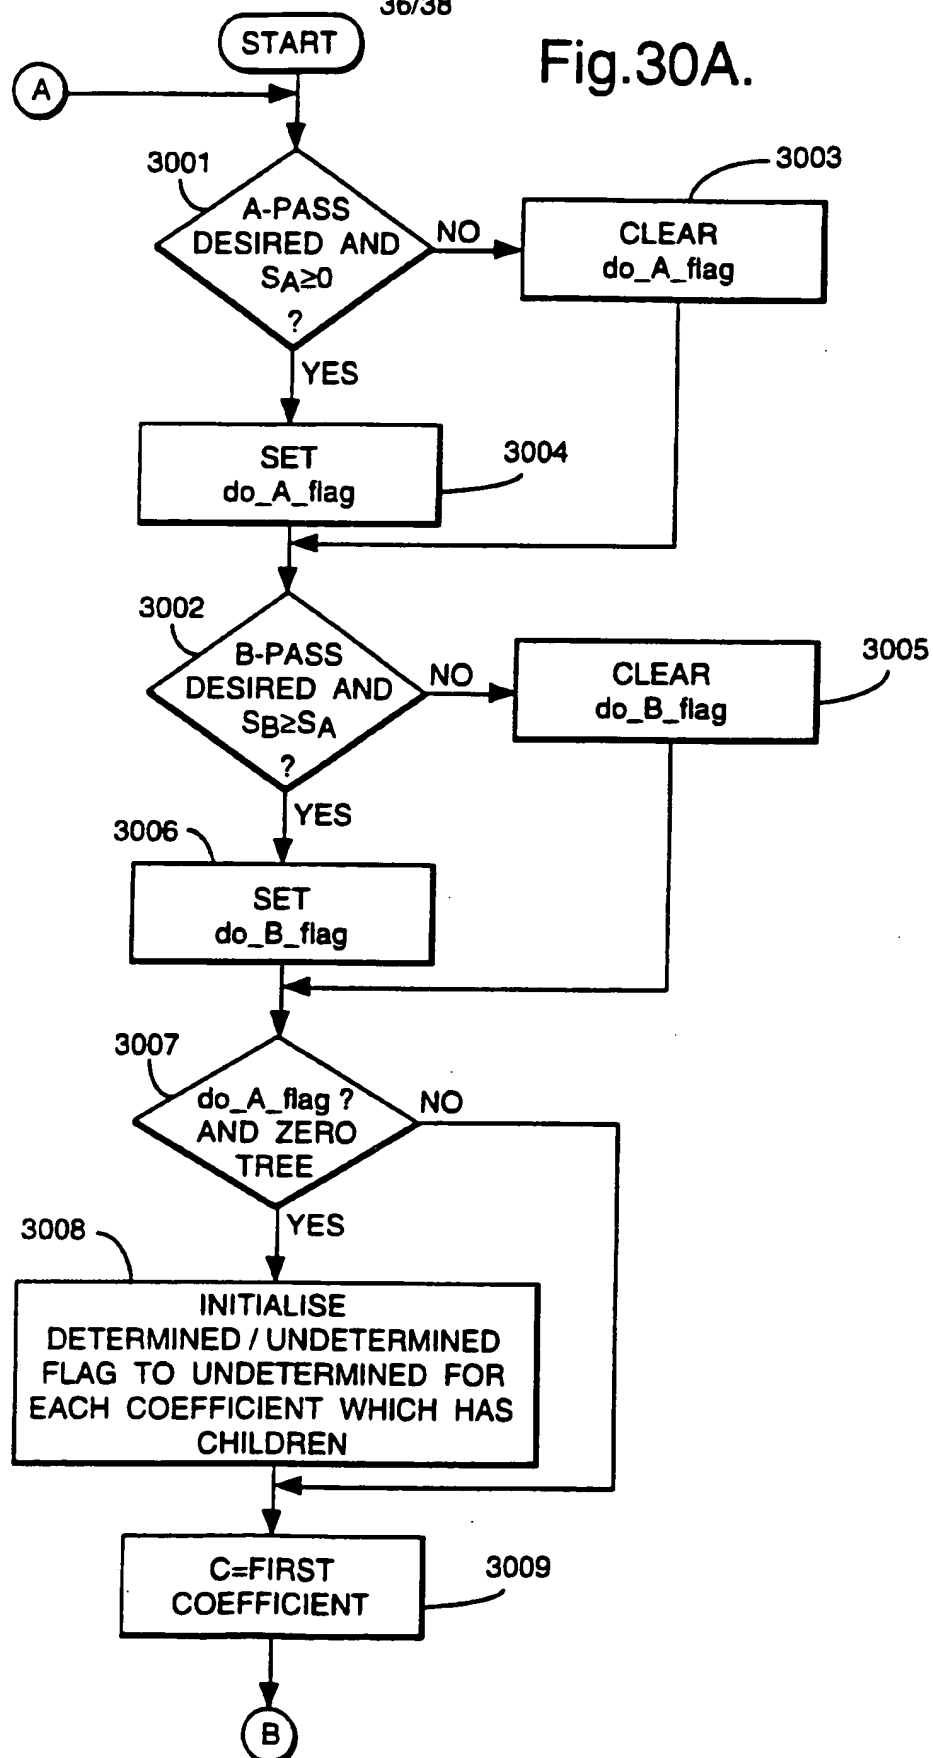 36/38
START
Fig.30A.
A
3001
A-PASS
DESIRED AND
SA≥0
?
NO
3003
CLEAR
do_A_flag
YES
SET
do_A_flag
3004
3002
B-PASS
DESIRED AND
SB≥SA
?
NO
CLEAR
do_B_flag
3005
YES
3006
SET
do_B_flag
3007
do_A_flag ?
AND ZERO
TREE
NO
YES
3008
INITIALISE
DETERMINED / UNDETERMINED
FLAG TO UNDETERMINED FOR
EACH COEFFICIENT WHICH HAS
CHILDREN
C=FIRST
COEFFICIENT
3009
B